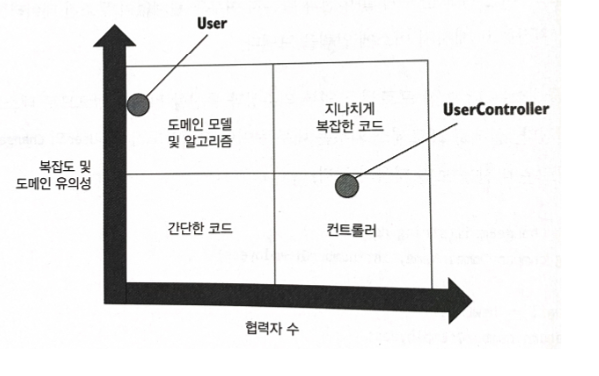 User
도메인 모델
및 알고리즘
지나치게
복잡한 코드
UserController
복잡도 및
도메인 유의성
간단한 코드
컨트롤러
협력자 수